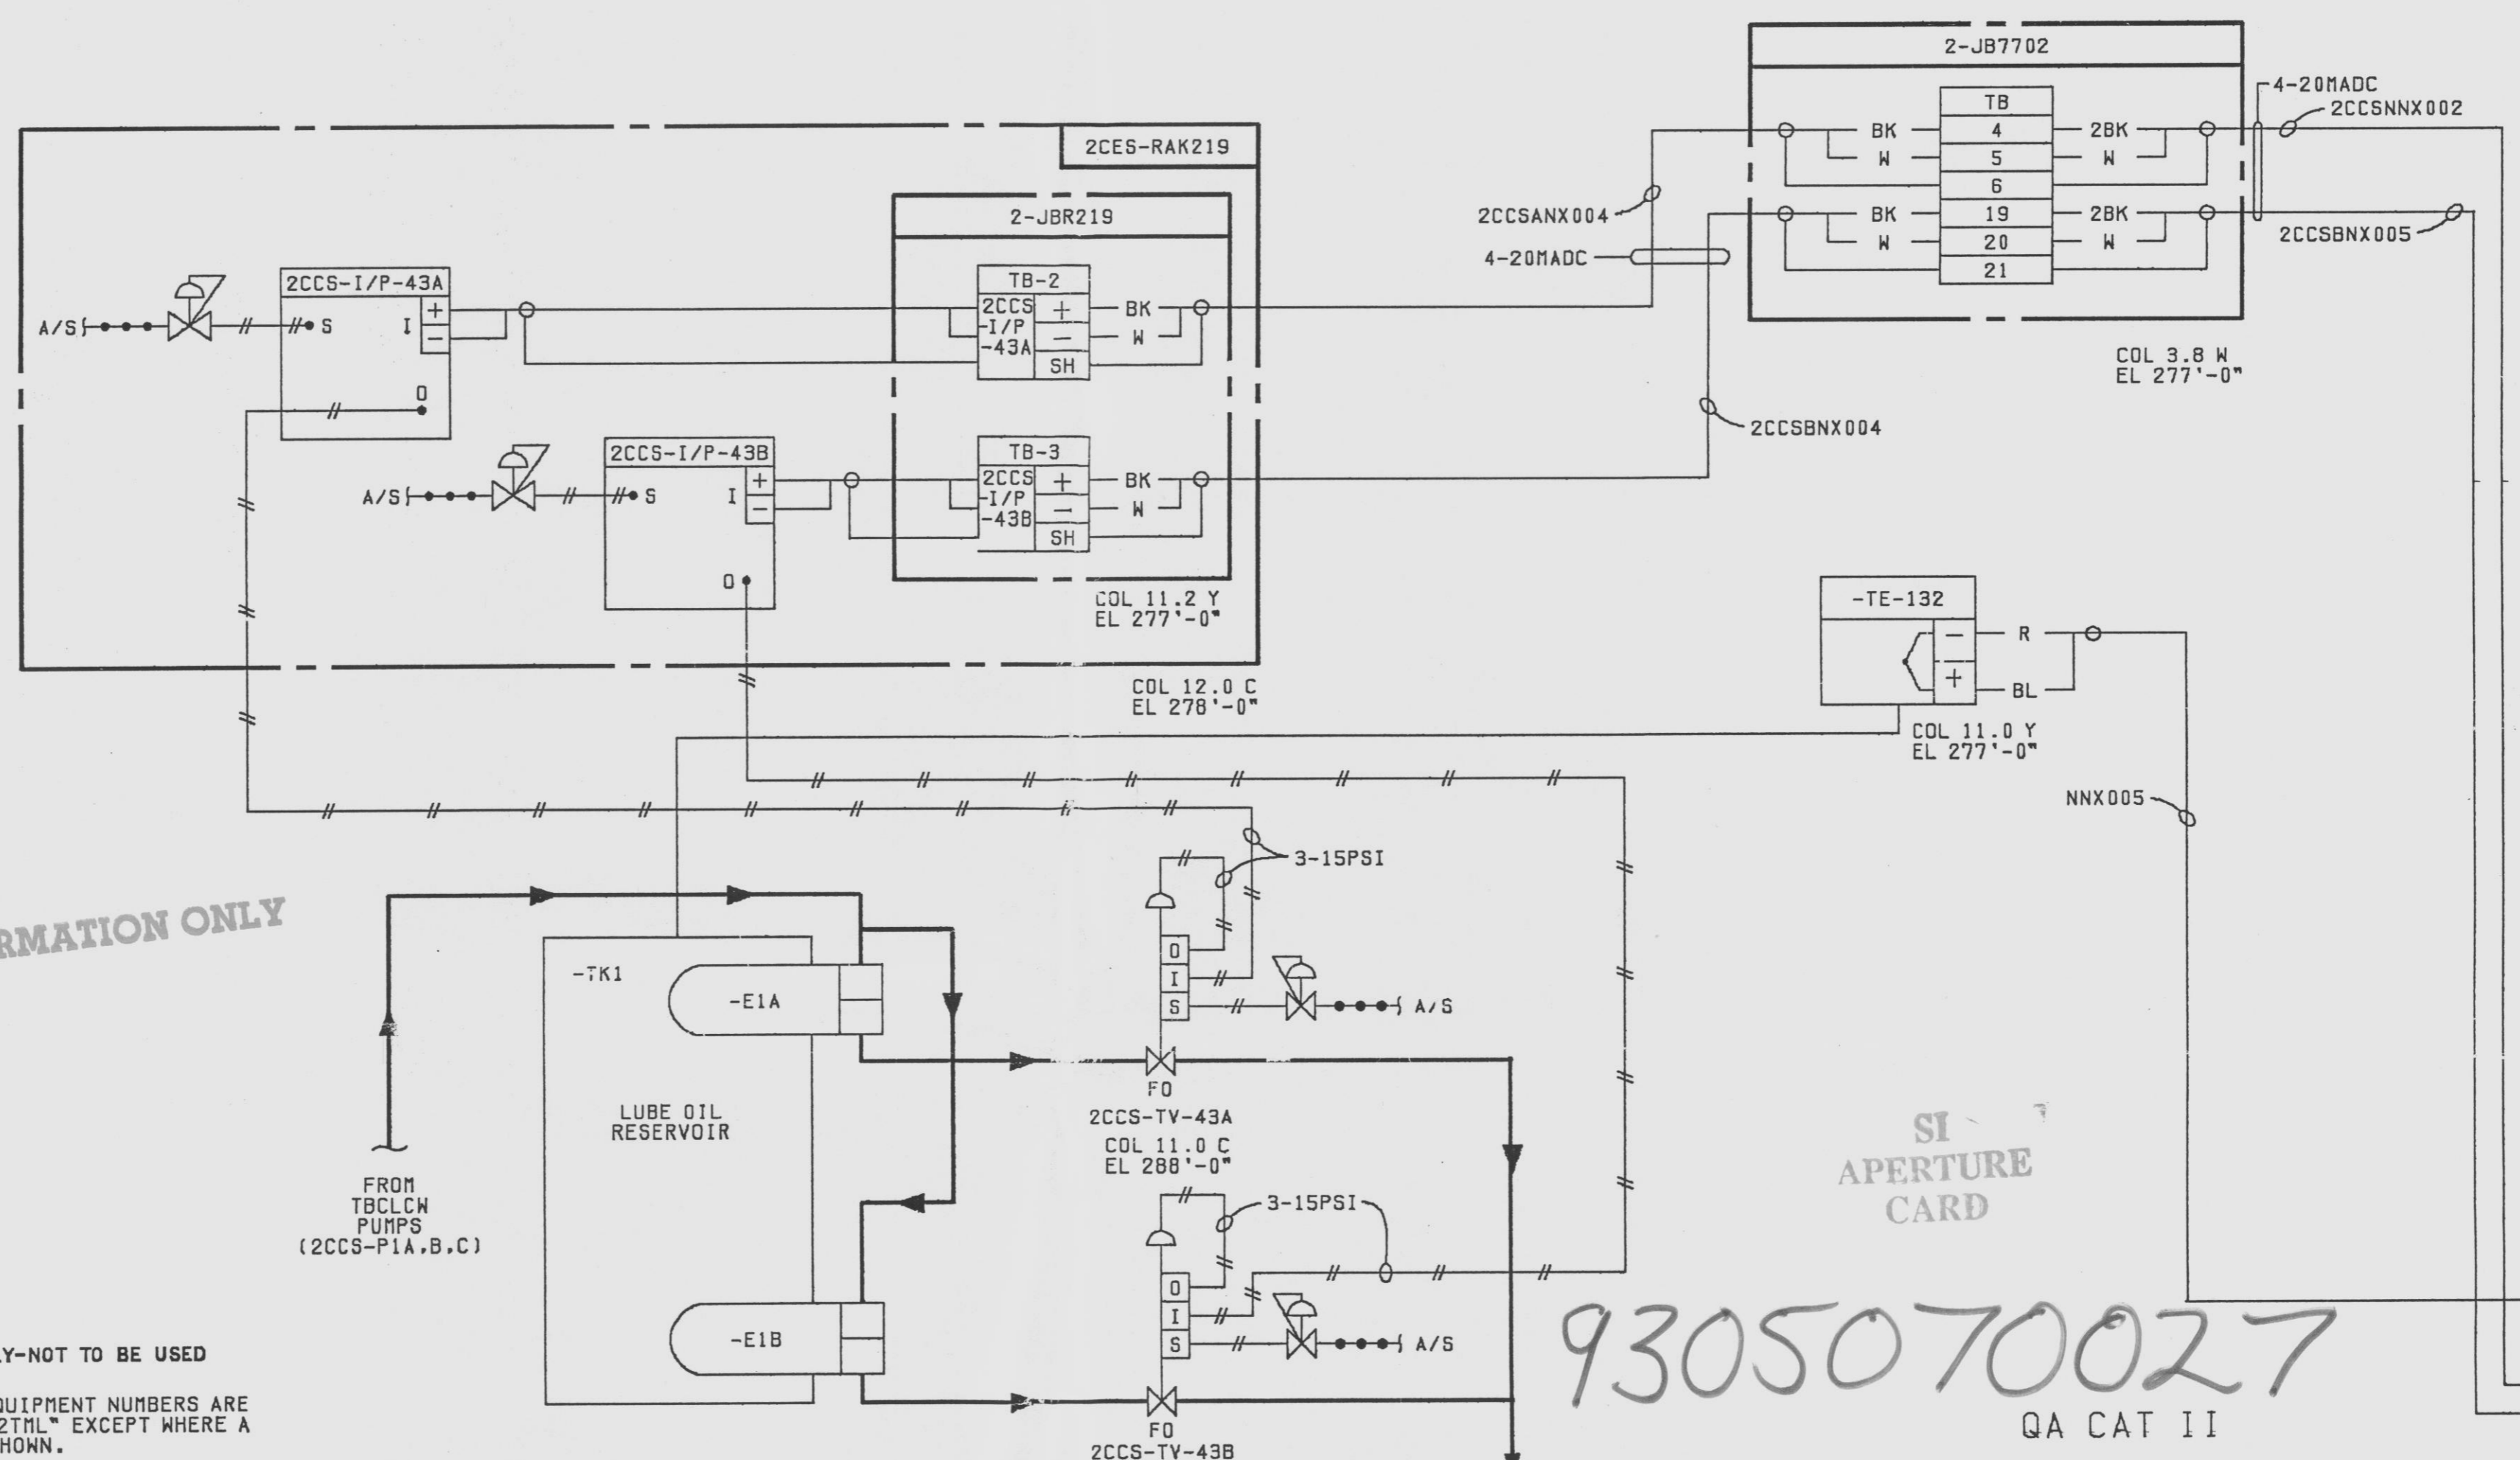 2-JB7702
4-20MADC
2CCSNNX002
TB
BK 4 2BK
W 5 W
6
BK 19 2BK
W 20 W
21
2CCSBNX005
COL 3.8 W
EL 277'-0"
2CES-RAK219
2-JBR219
2CCSANX004
4-20MADC
2CCSBNX004
2CCS-I/P-43A
A/S
S
I
+
-
O
TB-2
2CCS
-I/P
-43A
+
-
SH
BK
W
2CCS-I/P-43B
A/S
S
I
+
-
O
TB-3
2CCS
-I/P
-43B
+
-
SH
BK
W
COL 11.2 Y
EL 277'-0"
COL 12.0 C
EL 278'-0"
-TE-132
-
+
R
BL
COL 11.0 Y
EL 277'-0"
NNX005
3-15PSI
RMATION ONLY
-TK1
-E1A
O
I
S
A/S
FO
2CCS-TV-43A
COL 11.0 C
EL 288'-0"
LUBE OIL
RESERVOIR
FROM
TBCLCW
PUMPS
(2CCS-P1A,B,C)
SI
APERTURE
CARD
3-15PSI
-E1B
O
I
S
A/S
FO
2CCS-TV-43B
9305070027
QA CAT II
Y-NOT TO BE USED
QUIPMENT NUMBERS ARE
2TML" EXCEPT WHERE A
HOWN.